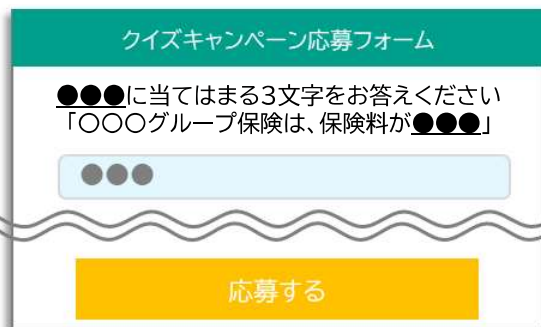 クイズキャンペーン応募フォーム
●●●に当てはまる3文字をお答えください
「〇〇〇グループ保険は、保険料が●●●」
●●●
応募する